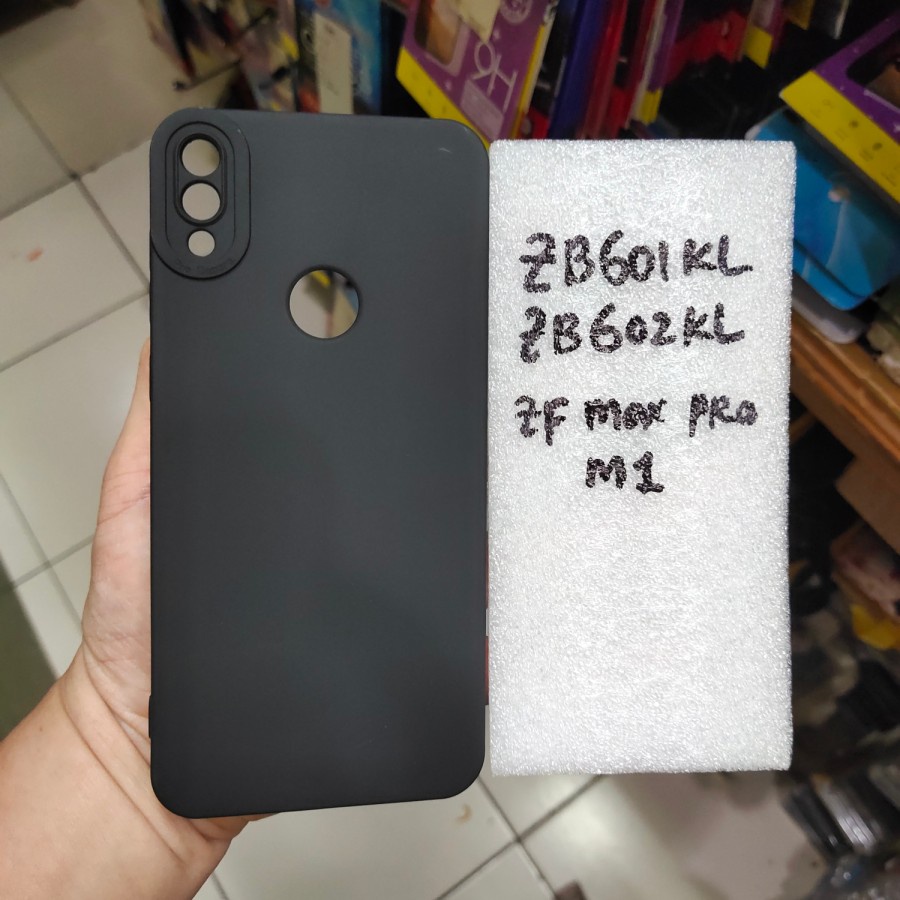 ZB601KL
ZB602KL
ZF MAX PRO
M1